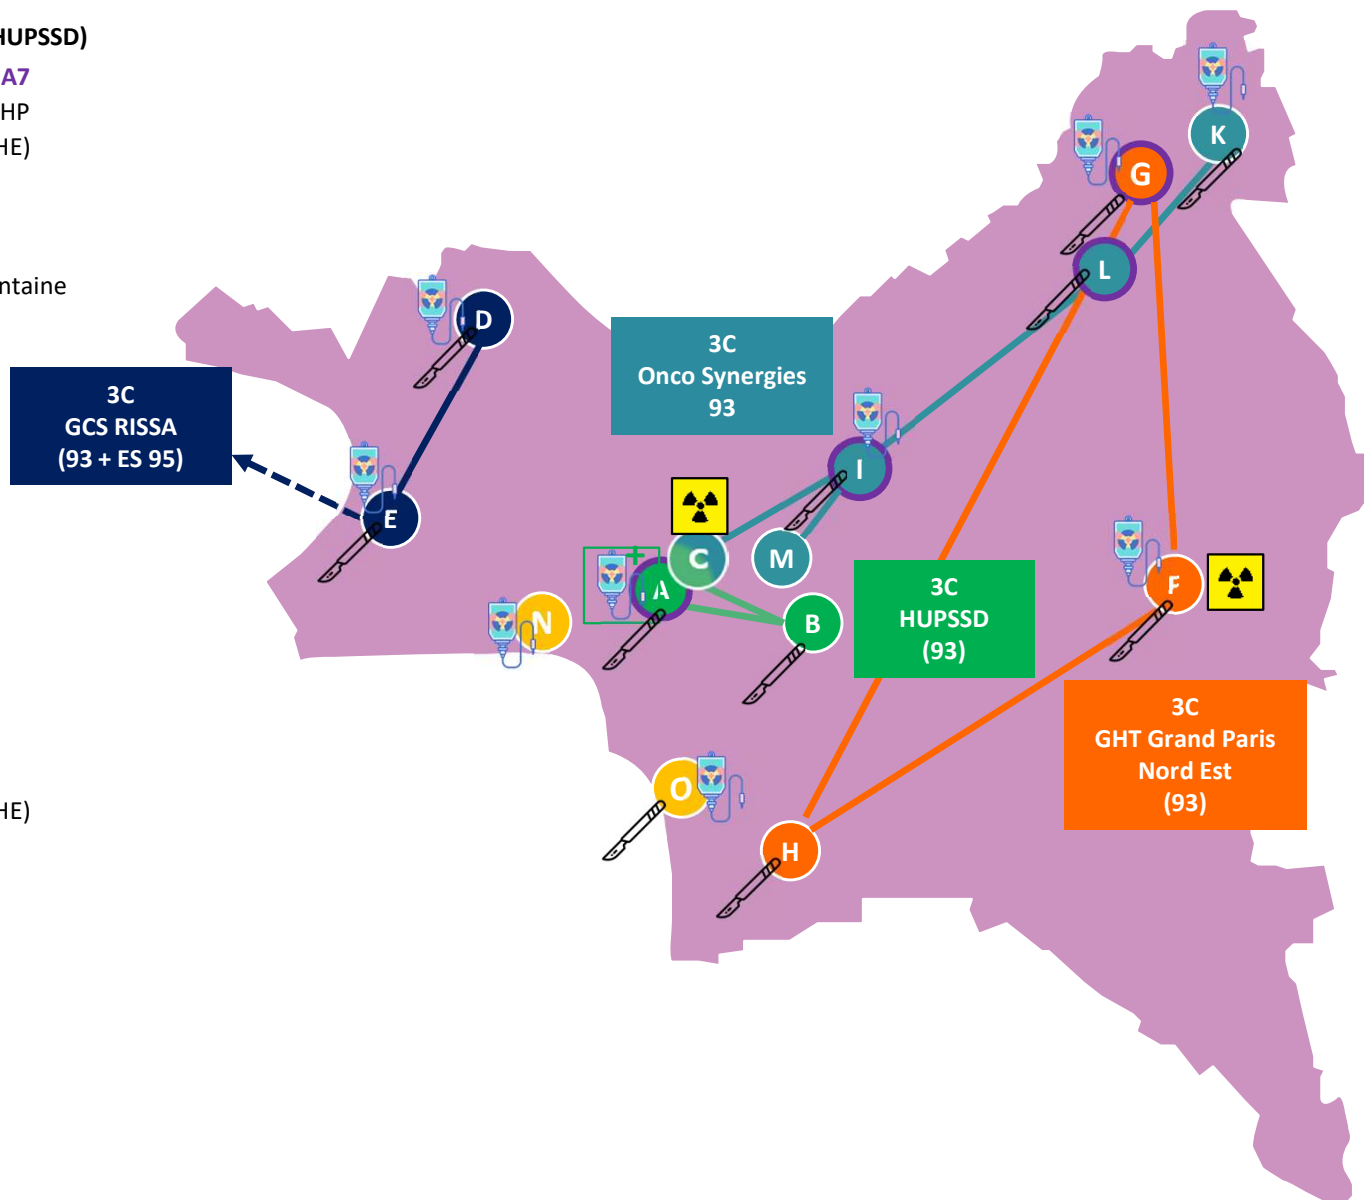 HUPSSD)
A7
HP
HE)
ntaine
HE)
3C
GCS RISSA
(93 + ES 95)
3C
Onco Synergies
93
3C
HUPSSD
(93)
3C
GHT Grand Paris
Nord Est
(93)
K
G
L
D
I
E
C
M
A
B
N
F
O
H